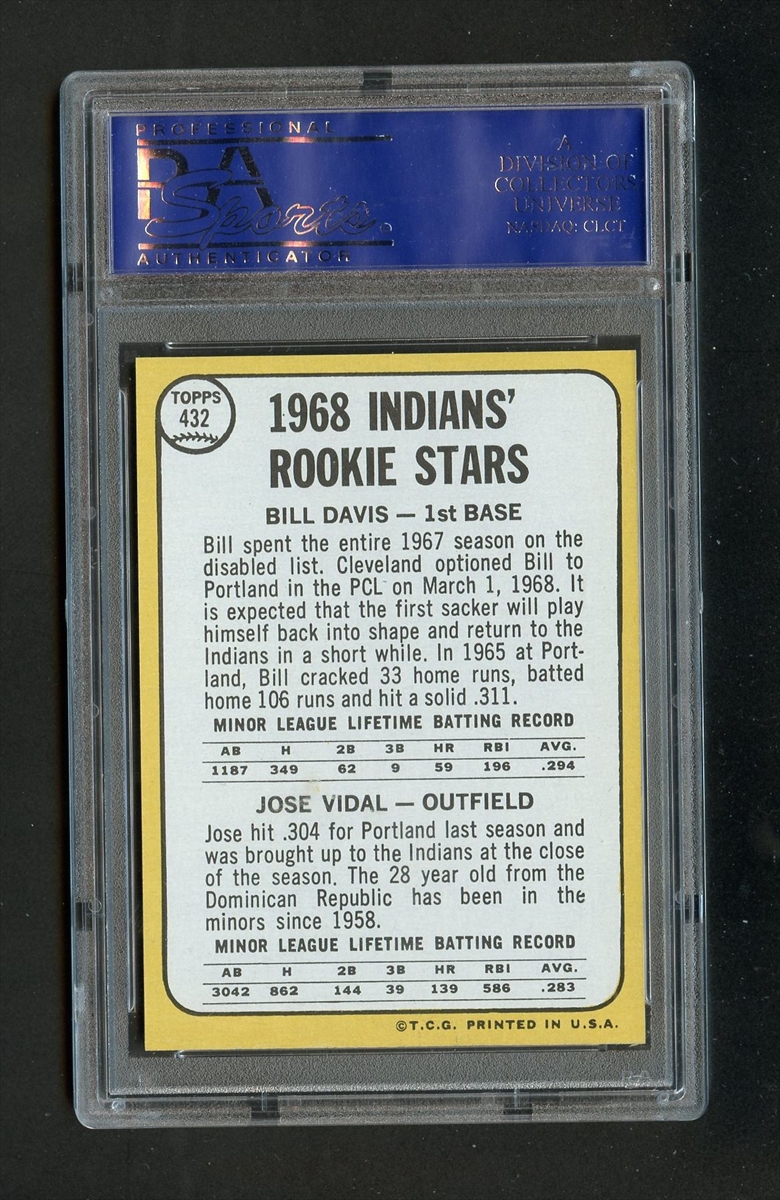 PROFESSIONAL
PSA
Sports
AUTHENTICATOR
A
DIVISION OF
COLLECTORS
UNIVERSE
NASDAQ: CLCT
TOPPS
432
1968 INDIANS'
ROOKIE STARS
BILL DAVIS — 1st BASE
Bill spent the entire 1967 season on the
disabled list. Cleveland optioned Bill to
Portland in the PCL on March 1, 1968. It
is expected that the first sacker will play
himself back into shape and return to the
Indians in a short while. In 1965 at Port-
land, Bill cracked 33 home runs, batted
home 106 runs and hit a solid .311.
MINOR LEAGUE LIFETIME BATTING RECORD
AB H 2B 3B HR RBI AVG.
1187 349 62 9 59 196 .294
JOSE VIDAL — OUTFIELD
Jose hit .304 for Portland last season and
was brought up to the Indians at the close
of the season. The 28 year old from the
Dominican Republic has been in the
minors since 1958.
MINOR LEAGUE LIFETIME BATTING RECORD
AB H 2B 3B HR RBI AVG.
3042 862 144 39 139 586 .283
©T.C.G. PRINTED IN U.S.A.